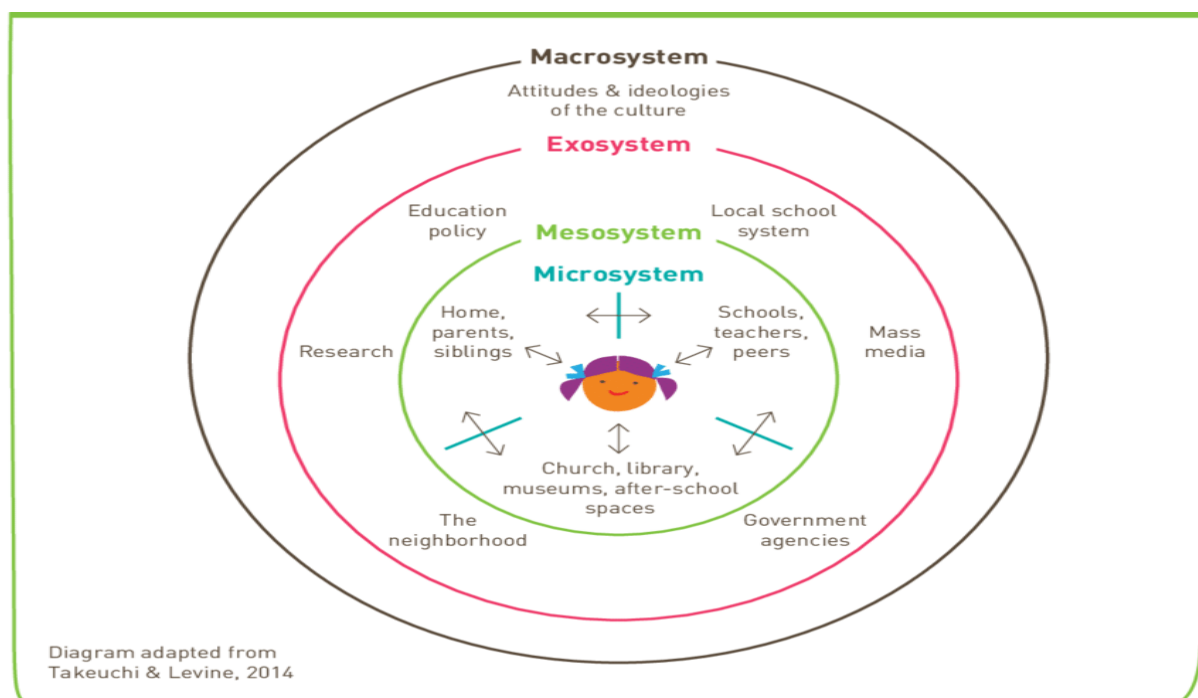 Macrosystem
Attitudes & ideologies
of the culture
Exosystem
Education
policy
Local school
system
Mesosystem
Microsystem
Home,
parents,
siblings
Schools,
teachers,
peers
Research
Mass
media
Church, library,
museums, after-school
spaces
The
neighborhood
Government
agencies
Diagram adapted from
Takeuchi & Levine, 2014